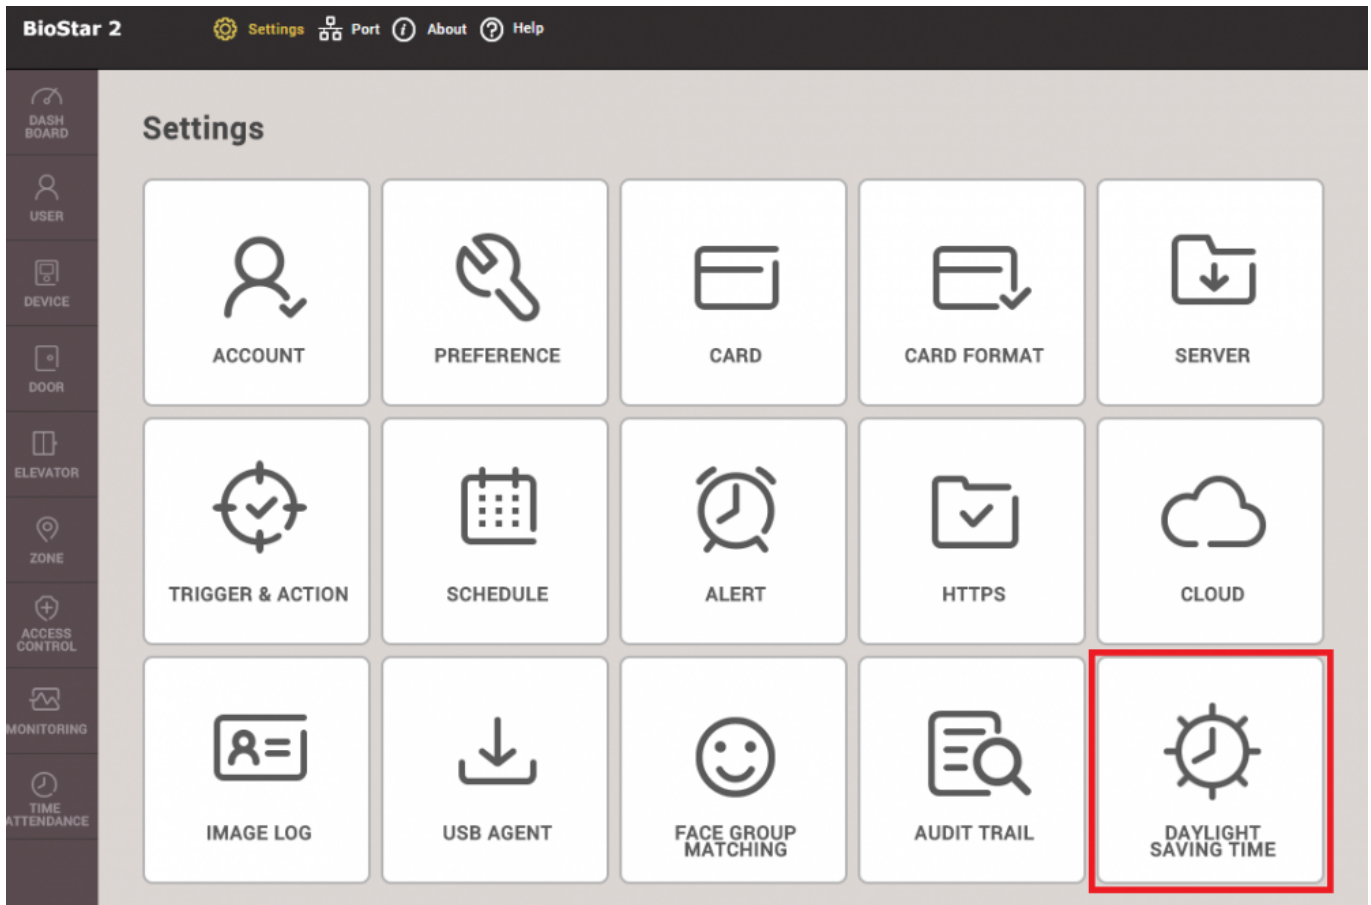 BioStar 2
Settings Port About Help
DASH
BOARD
USER
DEVICE
DOOR
ELEVATOR
ZONE
ACCESS
CONTROL
MONITORING
TIME
ATTENDANCE
Settings
ACCOUNT
PREFERENCE
CARD
CARD FORMAT
SERVER
TRIGGER & ACTION
SCHEDULE
ALERT
HTTPS
CLOUD
IMAGE LOG
USB AGENT
FACE GROUP
MATCHING
AUDIT TRAIL
DAYLIGHT
SAVING TIME